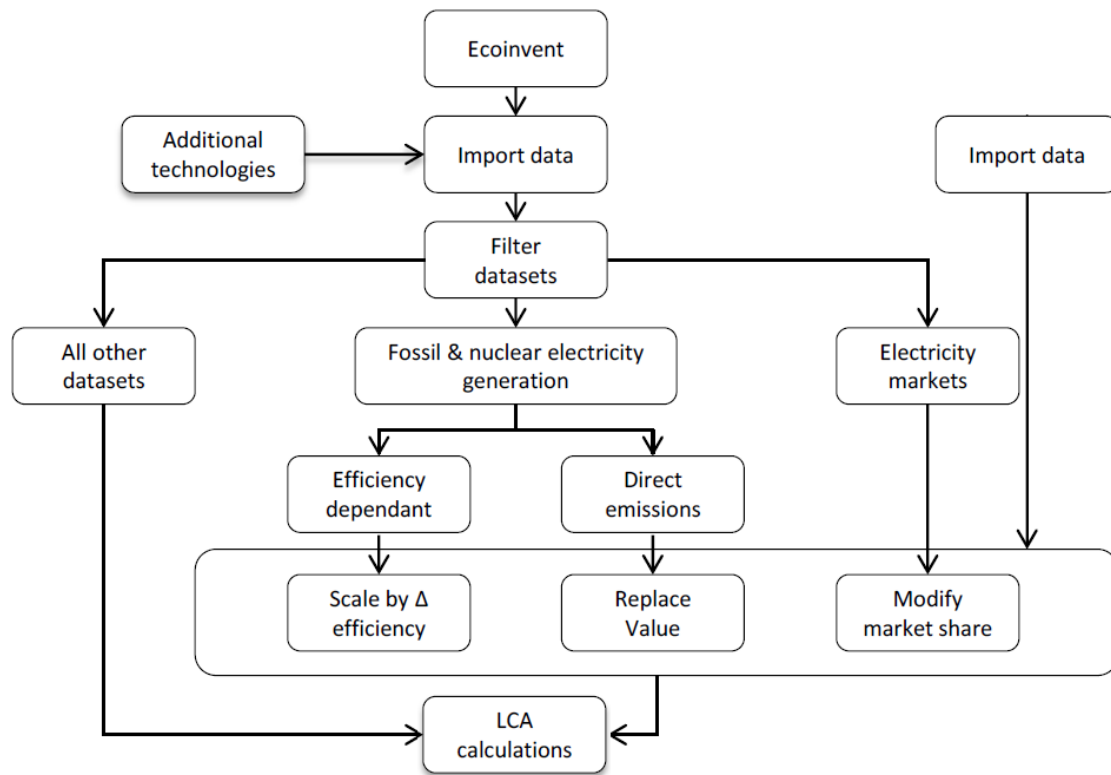 Ecoinvent
Additional
technologies
Import data
Import data
Filter
datasets
All other
datasets
Fossil & nuclear electricity
generation
Electricity
markets
Efficiency
dependant
Direct
emissions
Scale by Δ
efficiency
Replace
Value
Modify
market share
LCA
calculations